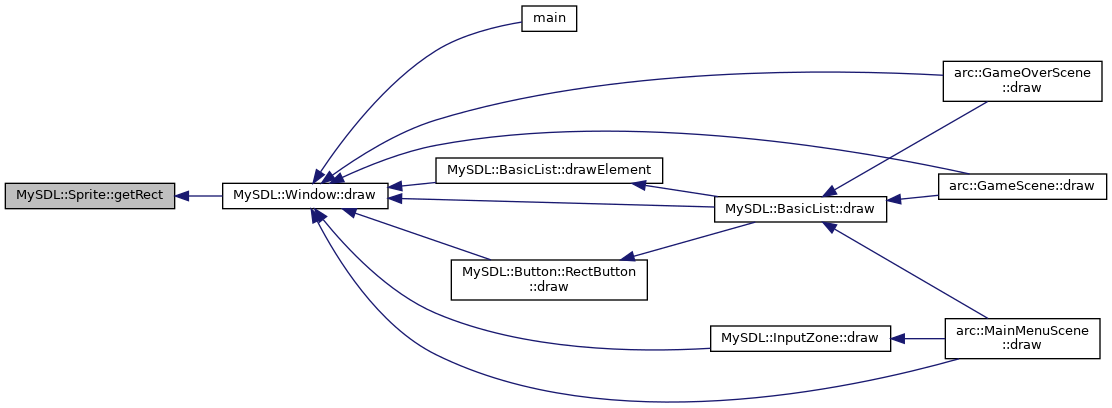 main
arc::GameOverScene
::draw
MySDL::BasicList::drawElement
MySDL::Sprite::getRect
MySDL::Window::draw
arc::GameScene::draw
MySDL::BasicList::draw
MySDL::Button::RectButton
::draw
MySDL::InputZone::draw
arc::MainMenuScene
::draw